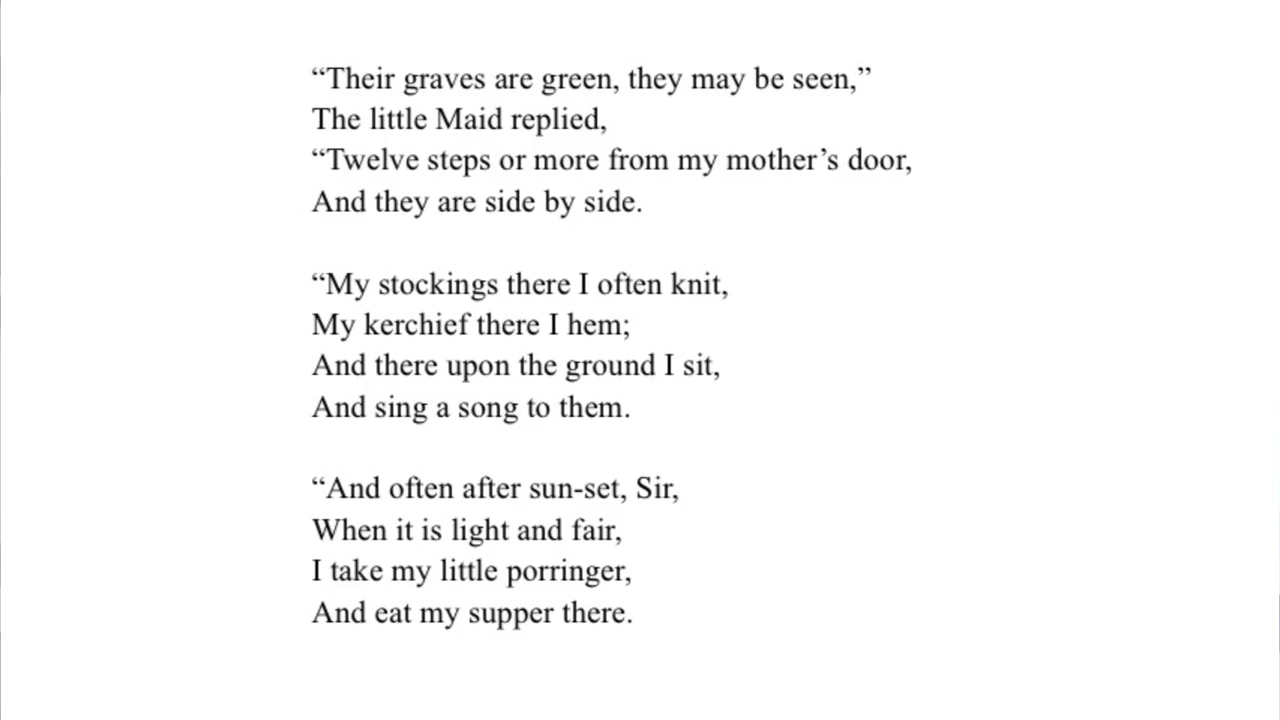 “Their graves are green, they may be seen,”
The little Maid replied,
“Twelve steps or more from my mother’s door,
And they are side by side.
“My stockings there I often knit,
My kerchief there I hem;
And there upon the ground I sit,
And sing a song to them.
“And often after sun-set, Sir,
When it is light and fair,
I take my little porringer,
And eat my supper there.